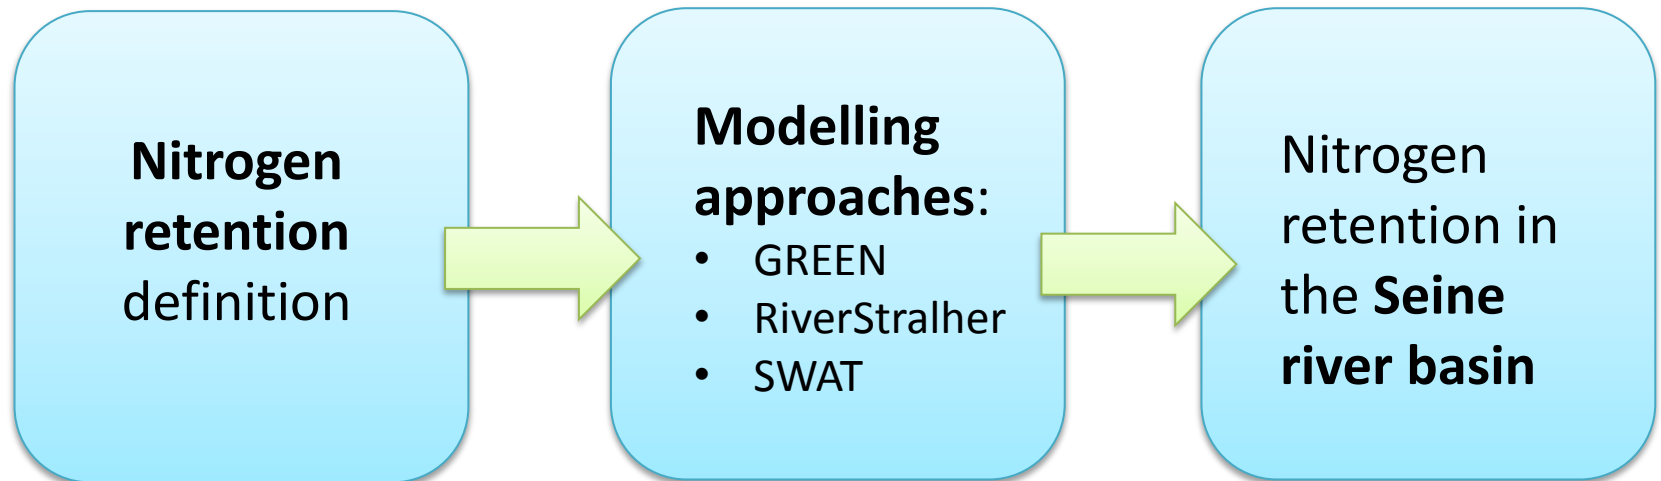 Nitrogen
retention
definition
Modelling
approaches:
• GREEN
• RiverStralher
• SWAT
Nitrogen
retention in
the Seine
river basin